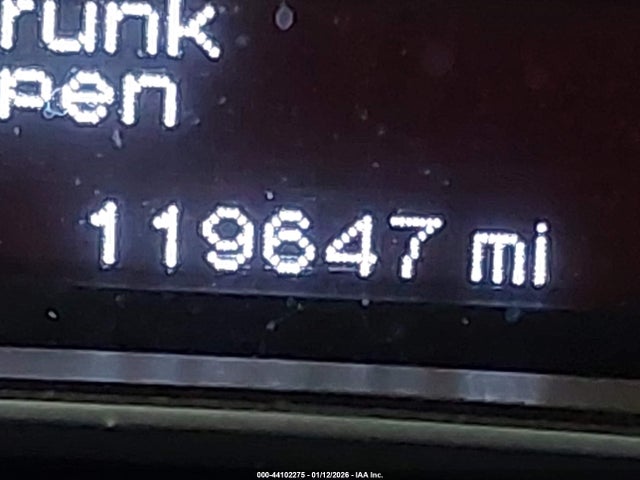 runk
pen
119647 mi
000-44102275 - 01/12/2026 - IAA Inc.